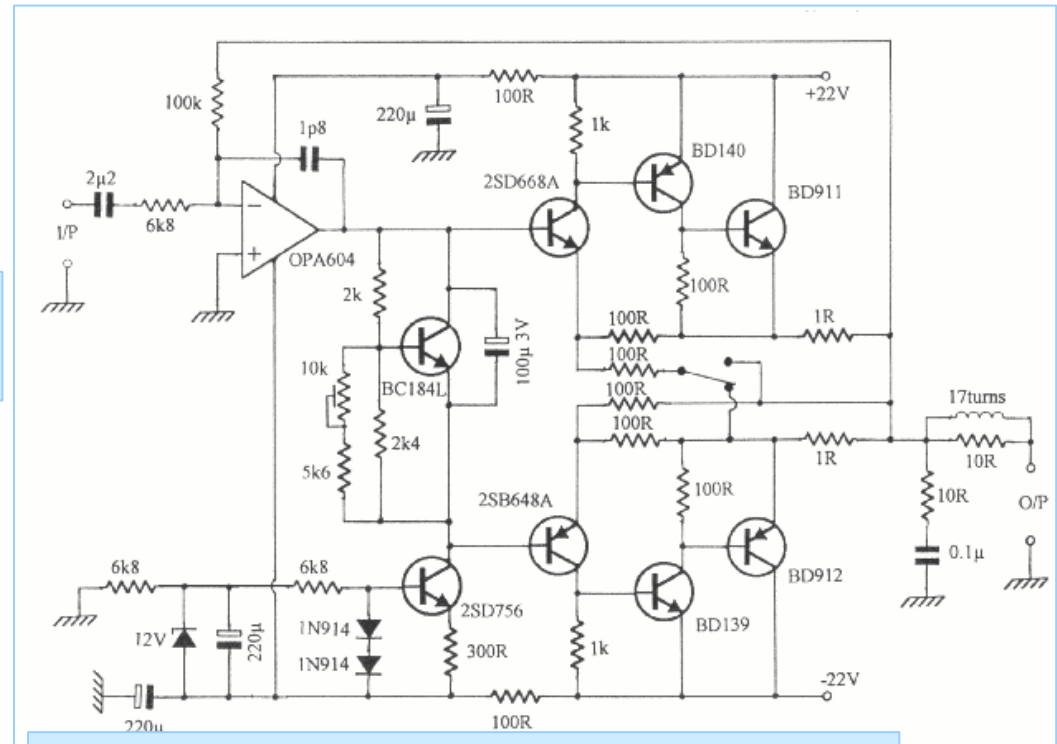 100R
+22V
100k
220µ
1k
1p8
BD140
2µ2
2SD668A
BD911
6k8
I/P
−
+
OPA604
2k
100R
100R
1R
100µ 3V
100R
10k
BC184L
100R
17turns
100R
2k4
1R
10R
5k6
100R
2SB648A
10R
O/P
0.1µ
6k8
6k8
BD912
2SD756
BD139
12V
220µ
1N914
300R
1k
1N914
-22V
220µ
100R